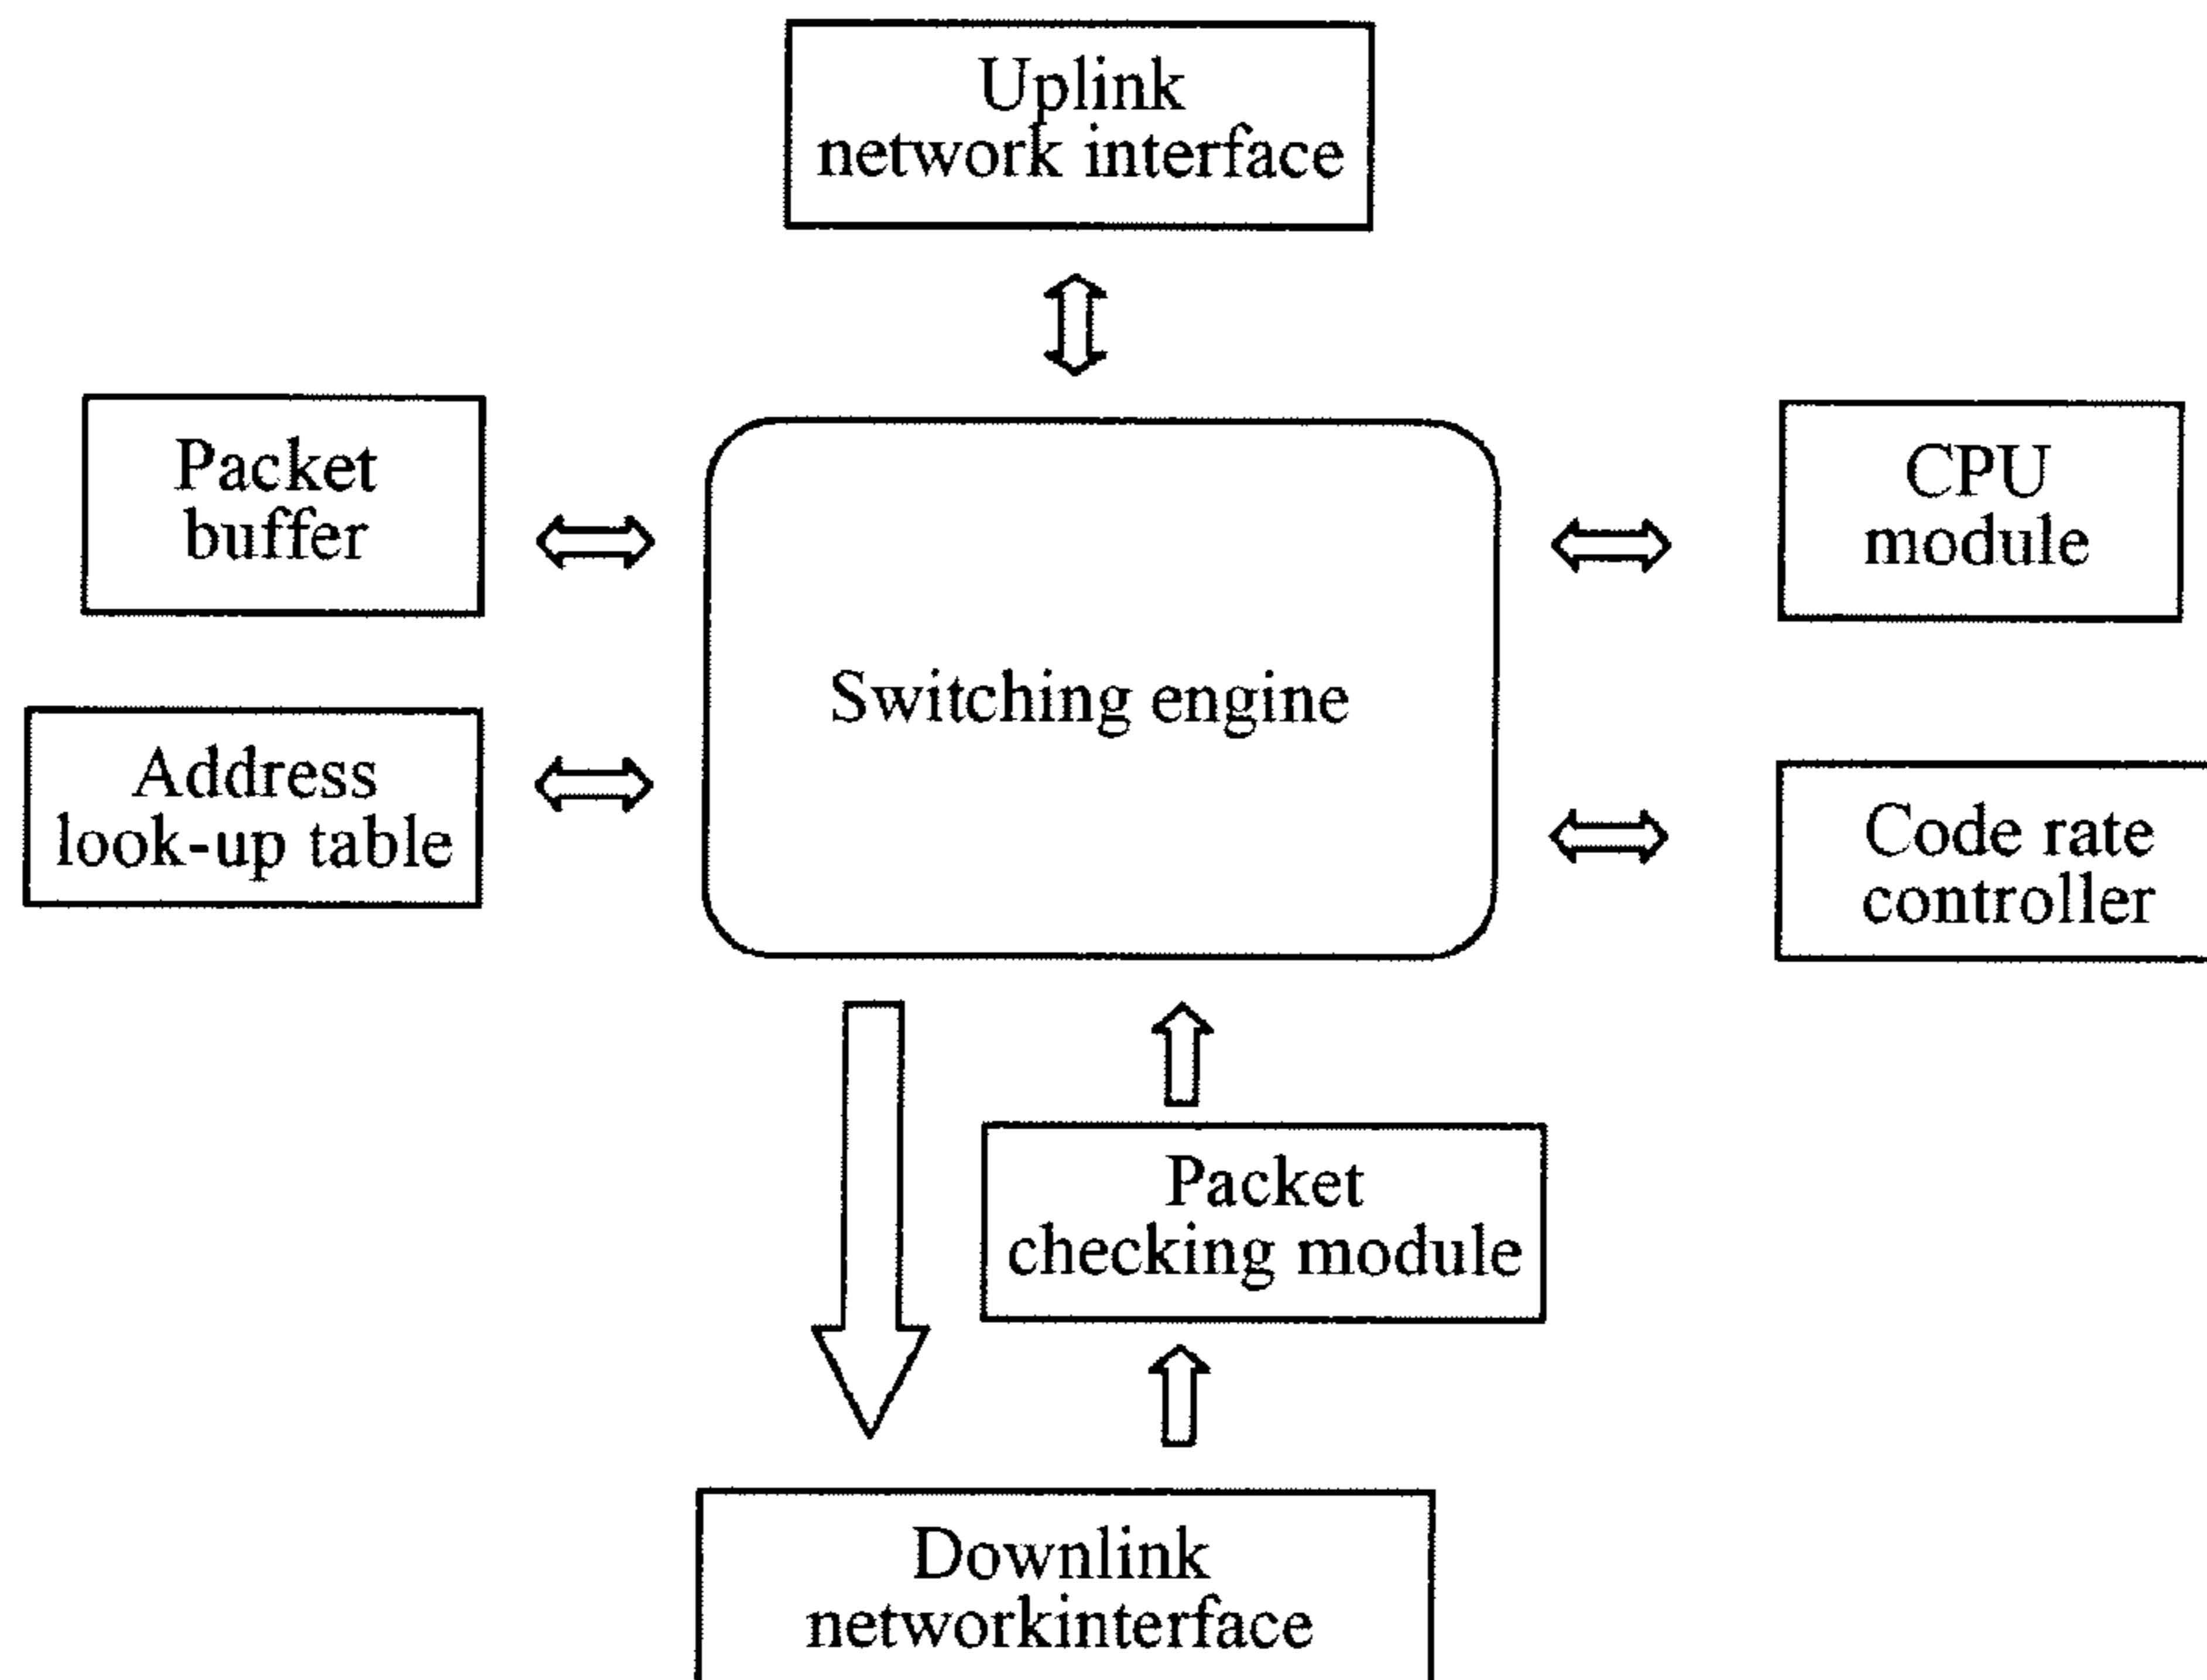 Uplink
network interface
Packet
buffer
CPU
module
Switching engine
Address
look-up table
Code rate
controller
Packet
checking module
Downlink
networkinterface